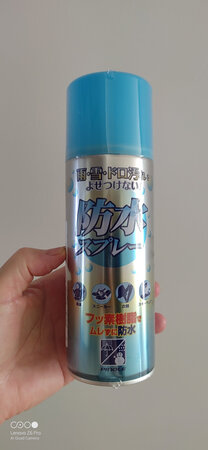 雨・雪・ドロ汚れを
よせつけない
防水
スプレー
フッ素樹脂で
ムレずに防水
Lenovo Z6 Pro
AI Quad Camera